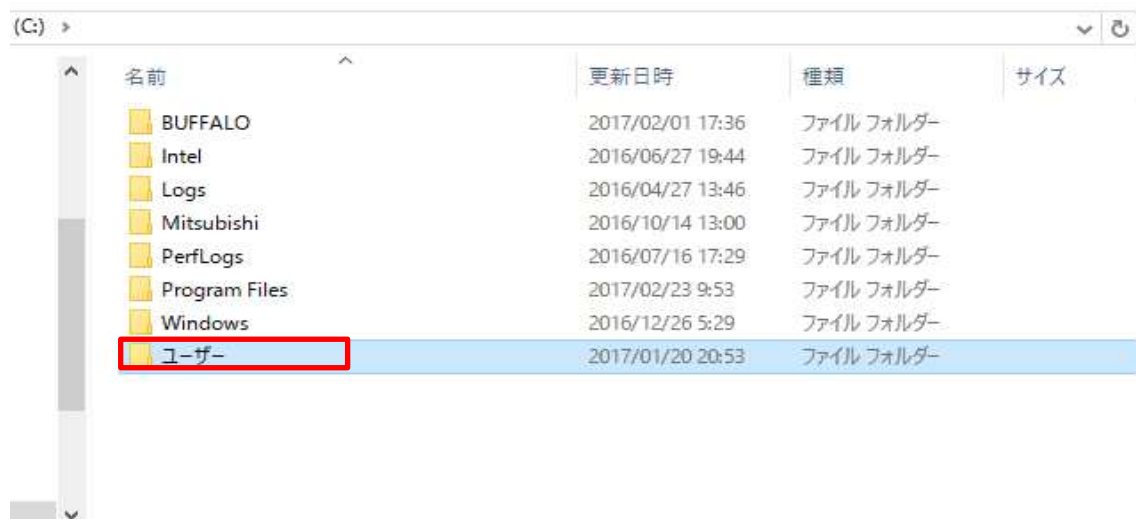 (C:)
名前 更新日時 種類 サイズ
BUFFALO 2017/02/01 17:36 ファイル フォルダー
Intel 2016/06/27 19:44 ファイル フォルダー
Logs 2016/04/27 13:46 ファイル フォルダー
Mitsubishi 2016/10/14 13:00 ファイル フォルダー
PerfLogs 2016/07/16 17:29 ファイル フォルダー
Program Files 2017/02/23 9:53 ファイル フォルダー
Windows 2016/12/26 5:29 ファイル フォルダー
ユーザー 2017/01/20 20:53 ファイル フォルダー